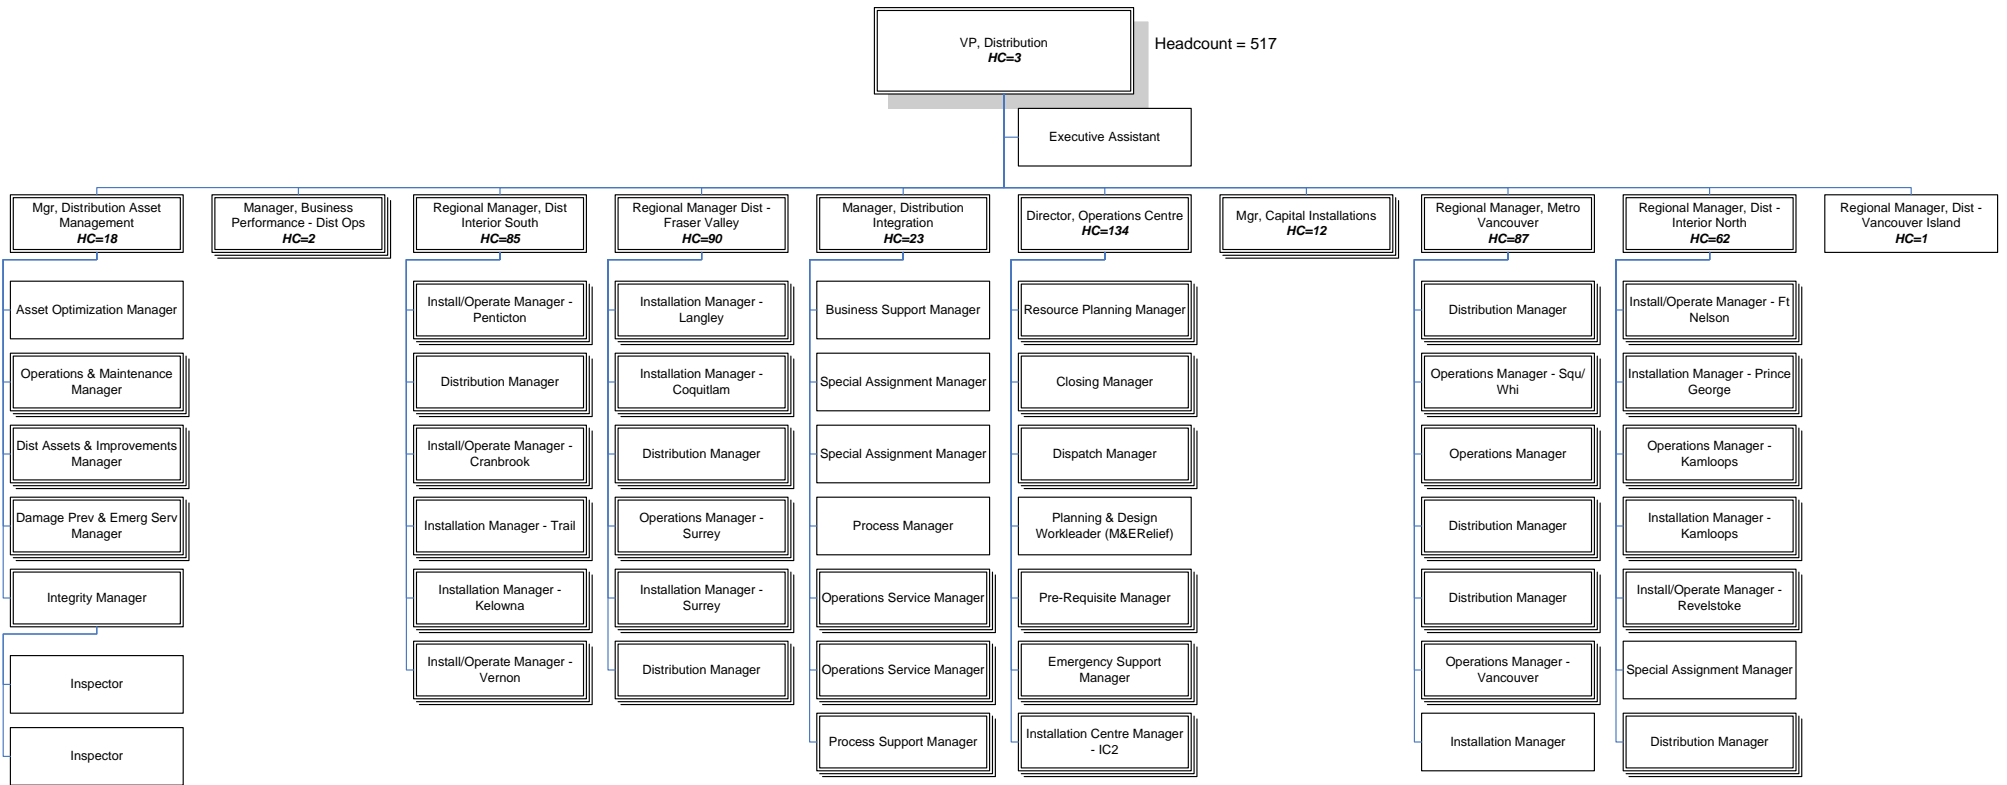 VP, Distribution
HC=3
Headcount = 517
Executive Assistant
Mgr, Distribution Asset
Management
HC=18
Manager, Business
Performance - Dist Ops
HC=2
Regional Manager, Dist
Interior South
HC=85
Regional Manager Dist -
Fraser Valley
HC=90
Manager, Distribution
Integration
HC=23
Director, Operations Centre
HC=134
Mgr, Capital Installations
HC=12
Regional Manager, Metro
Vancouver
HC=87
Regional Manager, Dist -
Interior North
HC=62
Regional Manager, Dist -
Vancouver Island
HC=1
Asset Optimization Manager
Operations & Maintenance
Manager
Dist Assets & Improvements
Manager
Damage Prev & Emerg Serv
Manager
Integrity Manager
Inspector
Inspector
Install/Operate Manager -
Penticton
Distribution Manager
Install/Operate Manager -
Cranbrook
Installation Manager - Trail
Installation Manager -
Kelowna
Install/Operate Manager -
Vernon
Installation Manager -
Langley
Installation Manager -
Coquitlam
Distribution Manager
Operations Manager -
Surrey
Installation Manager -
Surrey
Distribution Manager
Business Support Manager
Special Assignment Manager
Special Assignment Manager
Process Manager
Operations Service Manager
Operations Service Manager
Process Support Manager
Resource Planning Manager
Closing Manager
Dispatch Manager
Planning & Design
Workleader (M&ERelief)
Pre-Requisite Manager
Emergency Support
Manager
Installation Centre Manager
- IC2
Distribution Manager
Operations Manager - Squ/
Whi
Operations Manager
Distribution Manager
Distribution Manager
Operations Manager -
Vancouver
Installation Manager
Install/Operate Manager - Ft
Nelson
Installation Manager - Prince
George
Operations Manager -
Kamloops
Installation Manager -
Kamloops
Install/Operate Manager -
Revelstoke
Special Assignment Manager
Distribution Manager